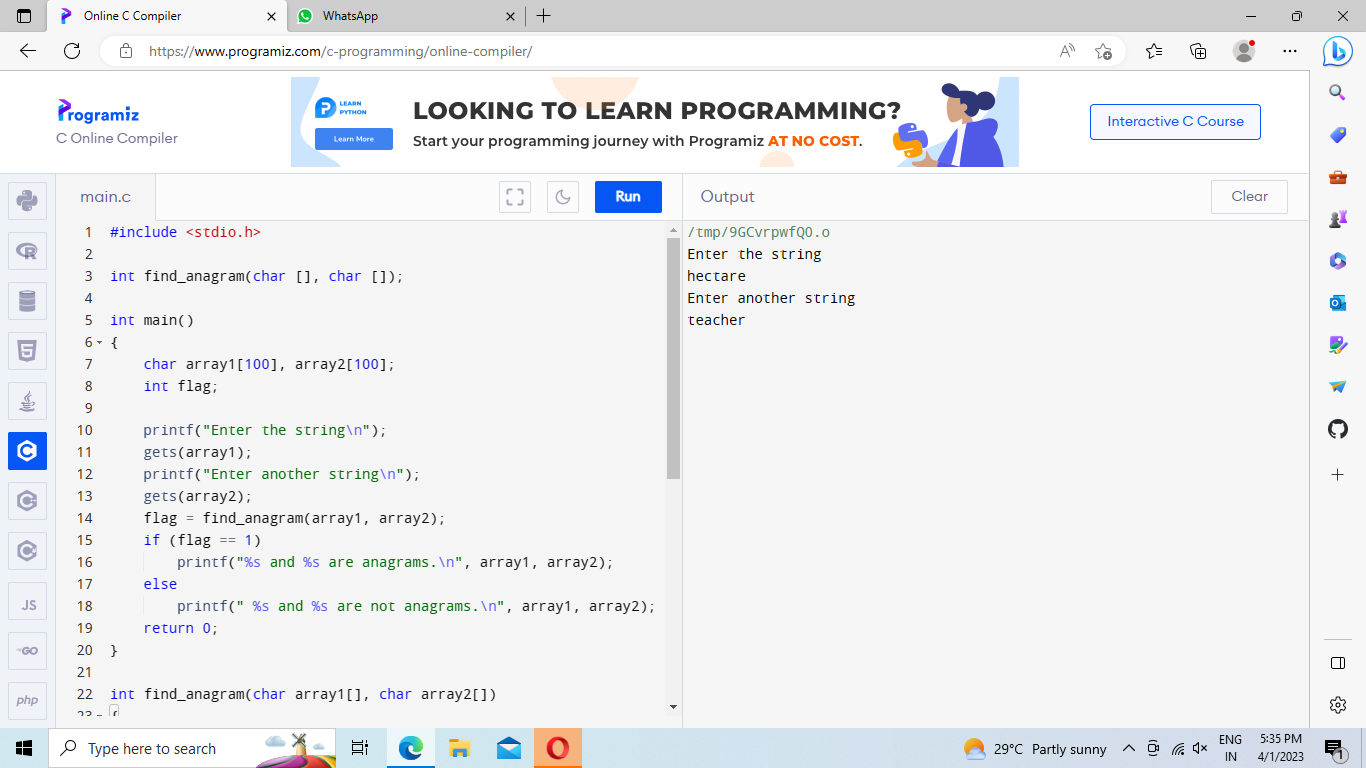 Online C Compiler
WhatsApp
https://www.programiz.com/c-programming/online-compiler/
Programiz
C Online Compiler
LEARN PYTHON
Learn More
LOOKING TO LEARN PROGRAMMING?
Start your programming journey with Programiz AT NO COST.
Interactive C Course
main.c
Run
Output
Clear
1 #include <stdio.h>
2
3 int find_anagram(char [], char []);
4
5 int main()
6 {
7 char array1[100], array2[100];
8 int flag;
9
10 printf("Enter the string\n");
11 gets(array1);
12 printf("Enter another string\n");
13 gets(array2);
14 flag = find_anagram(array1, array2);
15 if (flag == 1)
16 printf("%s and %s are anagrams.\n", array1, array2);
17 else
18 printf(" %s and %s are not anagrams.\n", array1, array2);
19 return 0;
20 }
21
22 int find_anagram(char array1[], char array2[])
23 {
/tmp/9GCvrpwfQO.o
Enter the string
hectare
Enter another string
teacher
JS
GO
php
Type here to search
29°C Partly sunny
ENG
IN
5:35 PM
4/1/2023
1